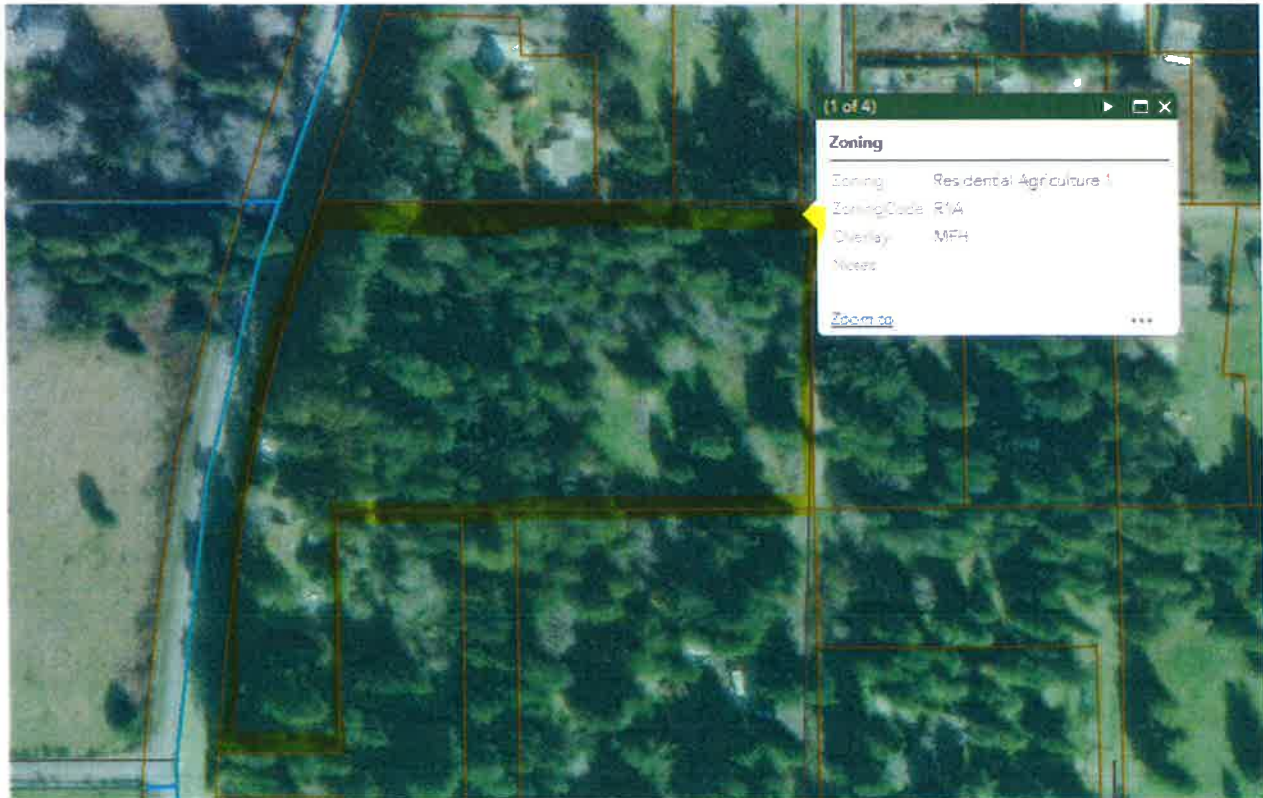 (1 of 4)
Zoning
Zoning Residential Agriculture 1
ZoningCode R1A
Overlay MFH
Notes
Zoom to
•••